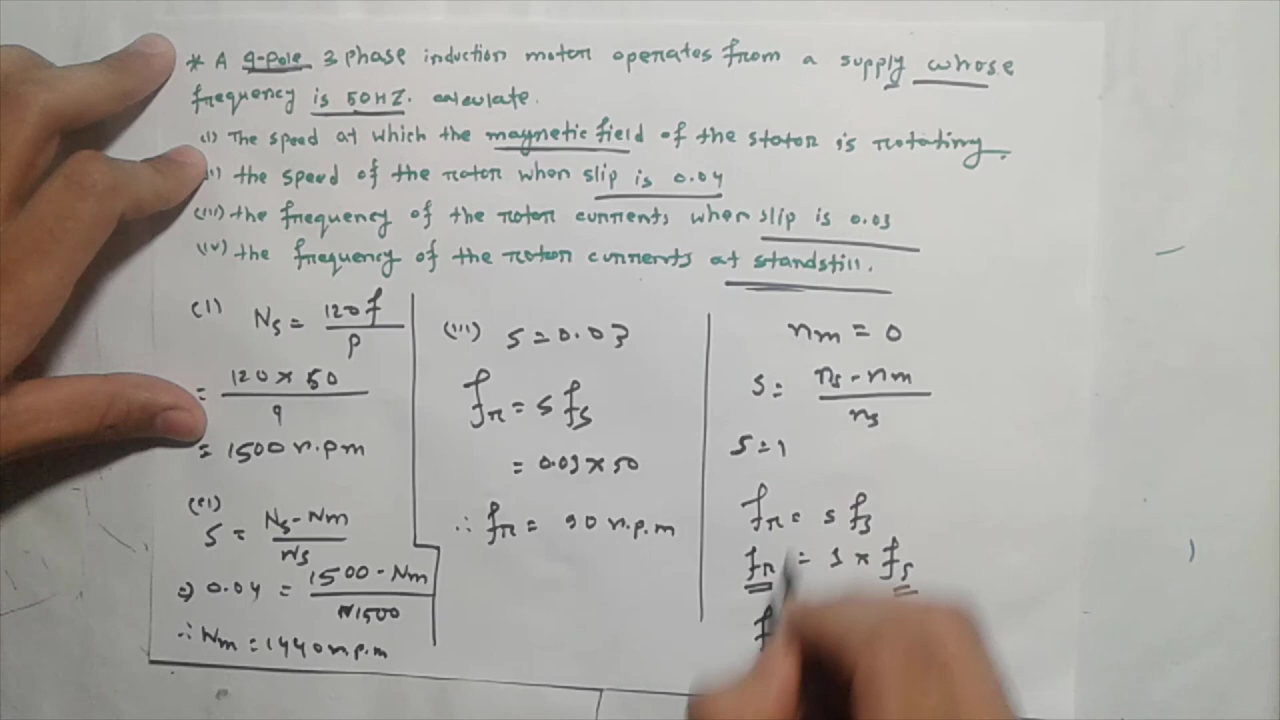 * A 4-pole 3 phase induction motor operates from a supply whose
frequency is 50HZ. calculate.
(i) The speed at which the magnetic field of the stator is rotating.
the speed of the rotor when slip is 0.04
(iii) the frequency of the rotor currents when slip is 0.03
(iv) the frequency of the rotor currents at standstill.
(i) Ns = 120f / P
= 120 x 50 / 4
= 1500 r.p.m
(ii)
S = Ns - Nm / Ns
=> 0.04 = 1500 - Nm / 1500
∴ Nm = 1440 r.p.m
(iii) S = 0.03
fr = s fs
= 0.03 x 50
∴ fr = 90 r.p.m
nm = 0
S = ns - nm / ns
S = 1
fr = s fs
fr = 1 x fs